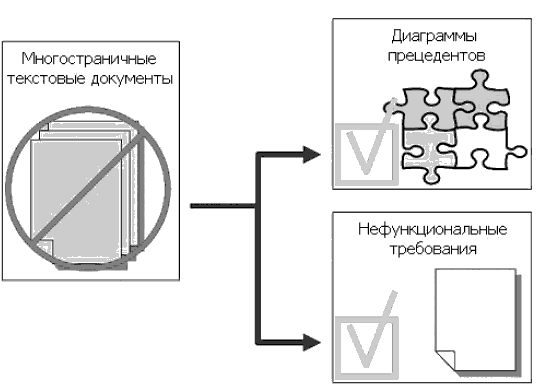 Многостраничные
текстовые документы
Диаграммы
прецедентов
Нефункциональные
требования